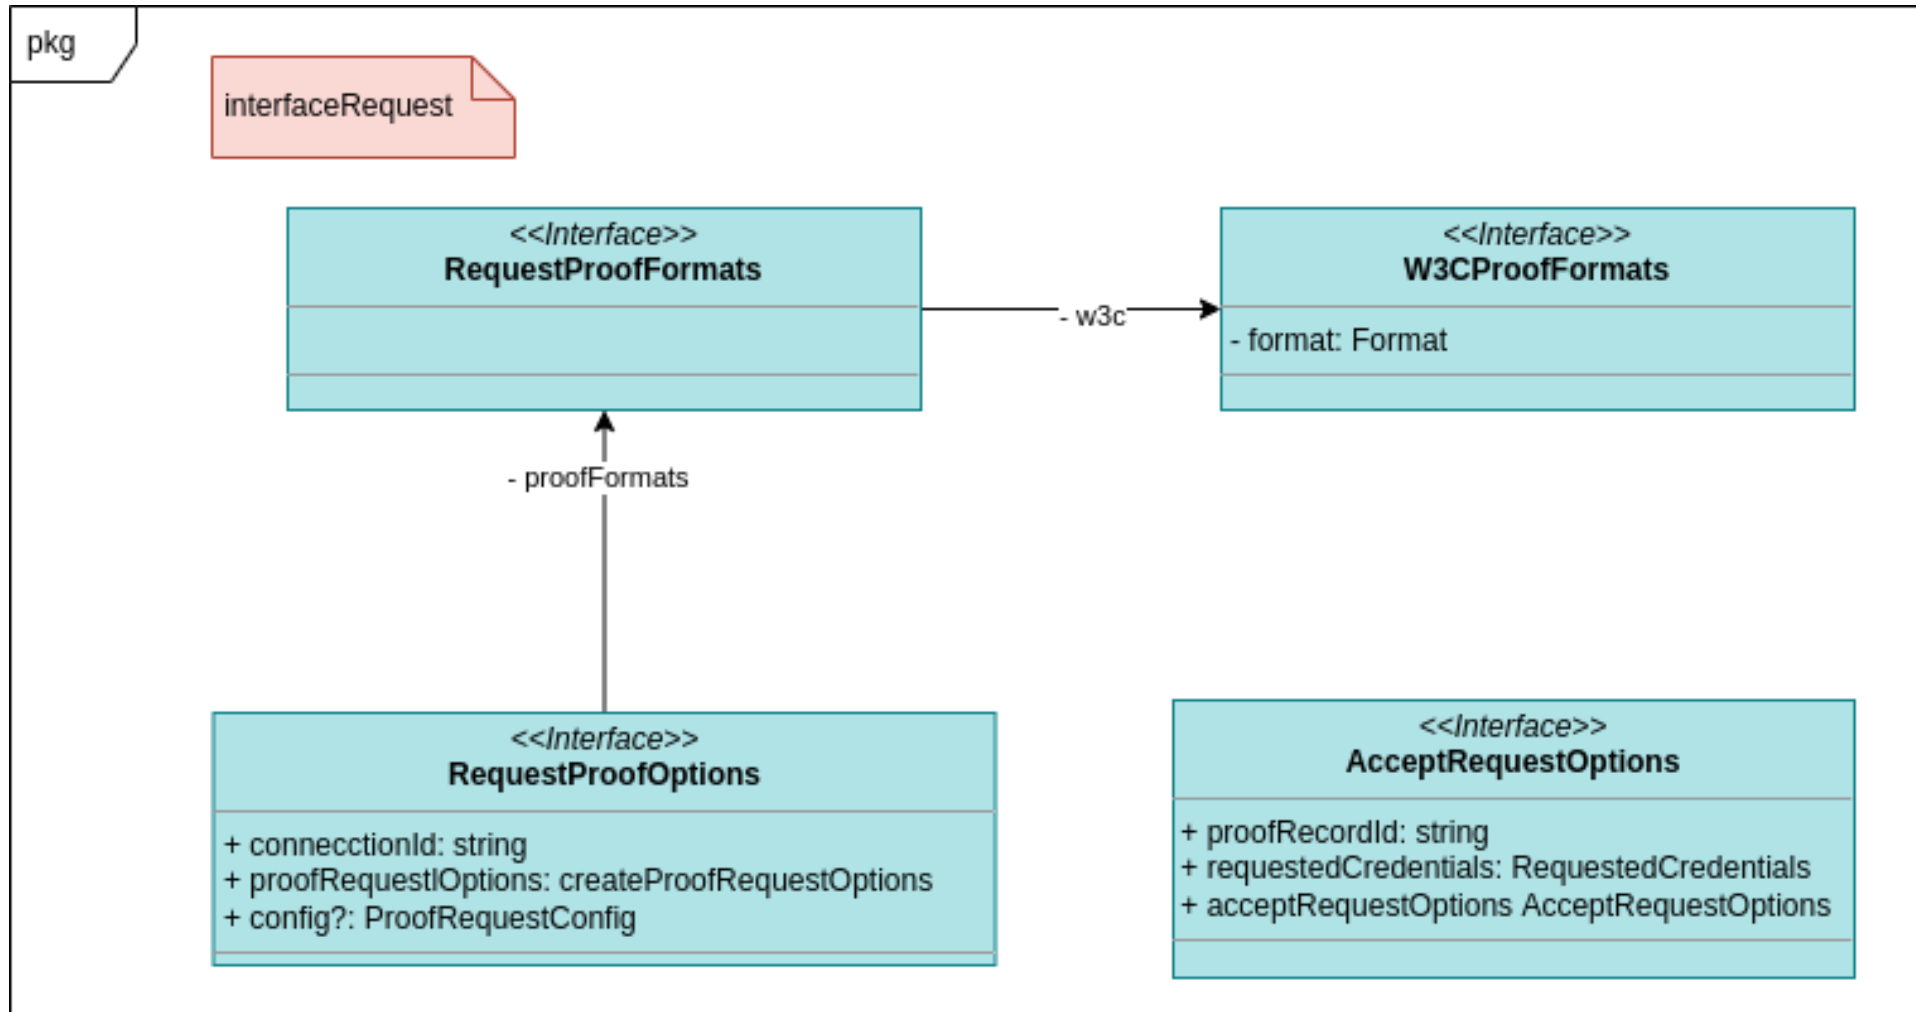 pkg
interfaceRequest
<<Interface>>
RequestProofFormats
- w3c
<<Interface>>
W3CProofFormats
- format: Format
- proofFormats
<<Interface>>
RequestProofOptions
+ connecctionId: string
+ proofRequestIOptions: createProofRequestOptions
+ config?: ProofRequestConfig
<<Interface>>
AcceptRequestOptions
+ proofRecordId: string
+ requestedCredentials: RequestedCredentials
+ acceptRequestOptions AcceptRequestOptions